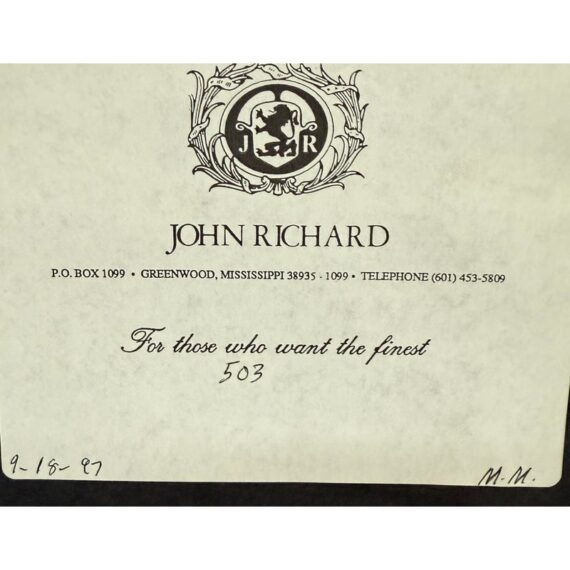 J R
JOHN RICHARD
P.O. BOX 1099 • GREENWOOD, MISSISSIPPI 38935 - 1099 • TELEPHONE (601) 453-5809
For those who want the finest
503
9-18-97
M.M.